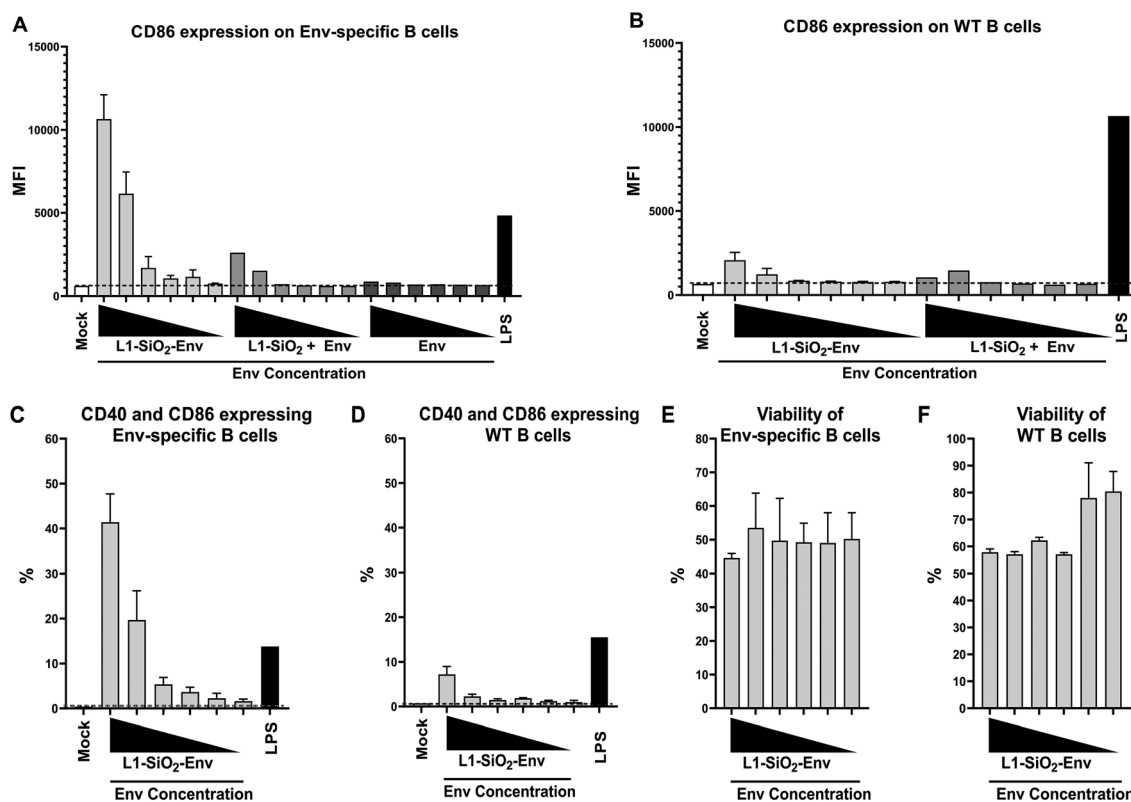 A
CD86 expression on Env-specific B cells
MFI
15000
10000
5000
0
Mock
L1-SiO₂-Env
L1-SiO₂ + Env
Env
LPS
Env Concentration
B
CD86 expression on WT B cells
MFI
15000
10000
5000
0
Mock
L1-SiO₂-Env
L1-SiO₂ + Env
LPS
Env Concentration
C
CD40 and CD86 expressing
Env-specific B cells
%
60
50
40
30
20
10
0
Mock
L1-SiO₂-Env
LPS
Env Concentration
D
CD40 and CD86 expressing
WT B cells
%
60
50
40
30
20
10
0
Mock
L1-SiO₂-Env
LPS
Env Concentration
E
Viability of
Env-specific B cells
%
80
70
60
50
40
30
20
10
0
L1-SiO₂-Env
Env Concentration
F
Viability of
WT B cells
%
100
90
80
70
60
50
40
30
20
10
0
L1-SiO₂-Env
Env Concentration